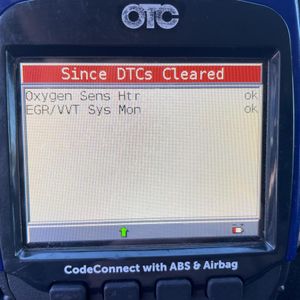 OTC
Since DTCs Cleared
Oxygen Sens Htr ok
EGR/VVT Sys Mon ok
CodeConnect with ABS & Airbag